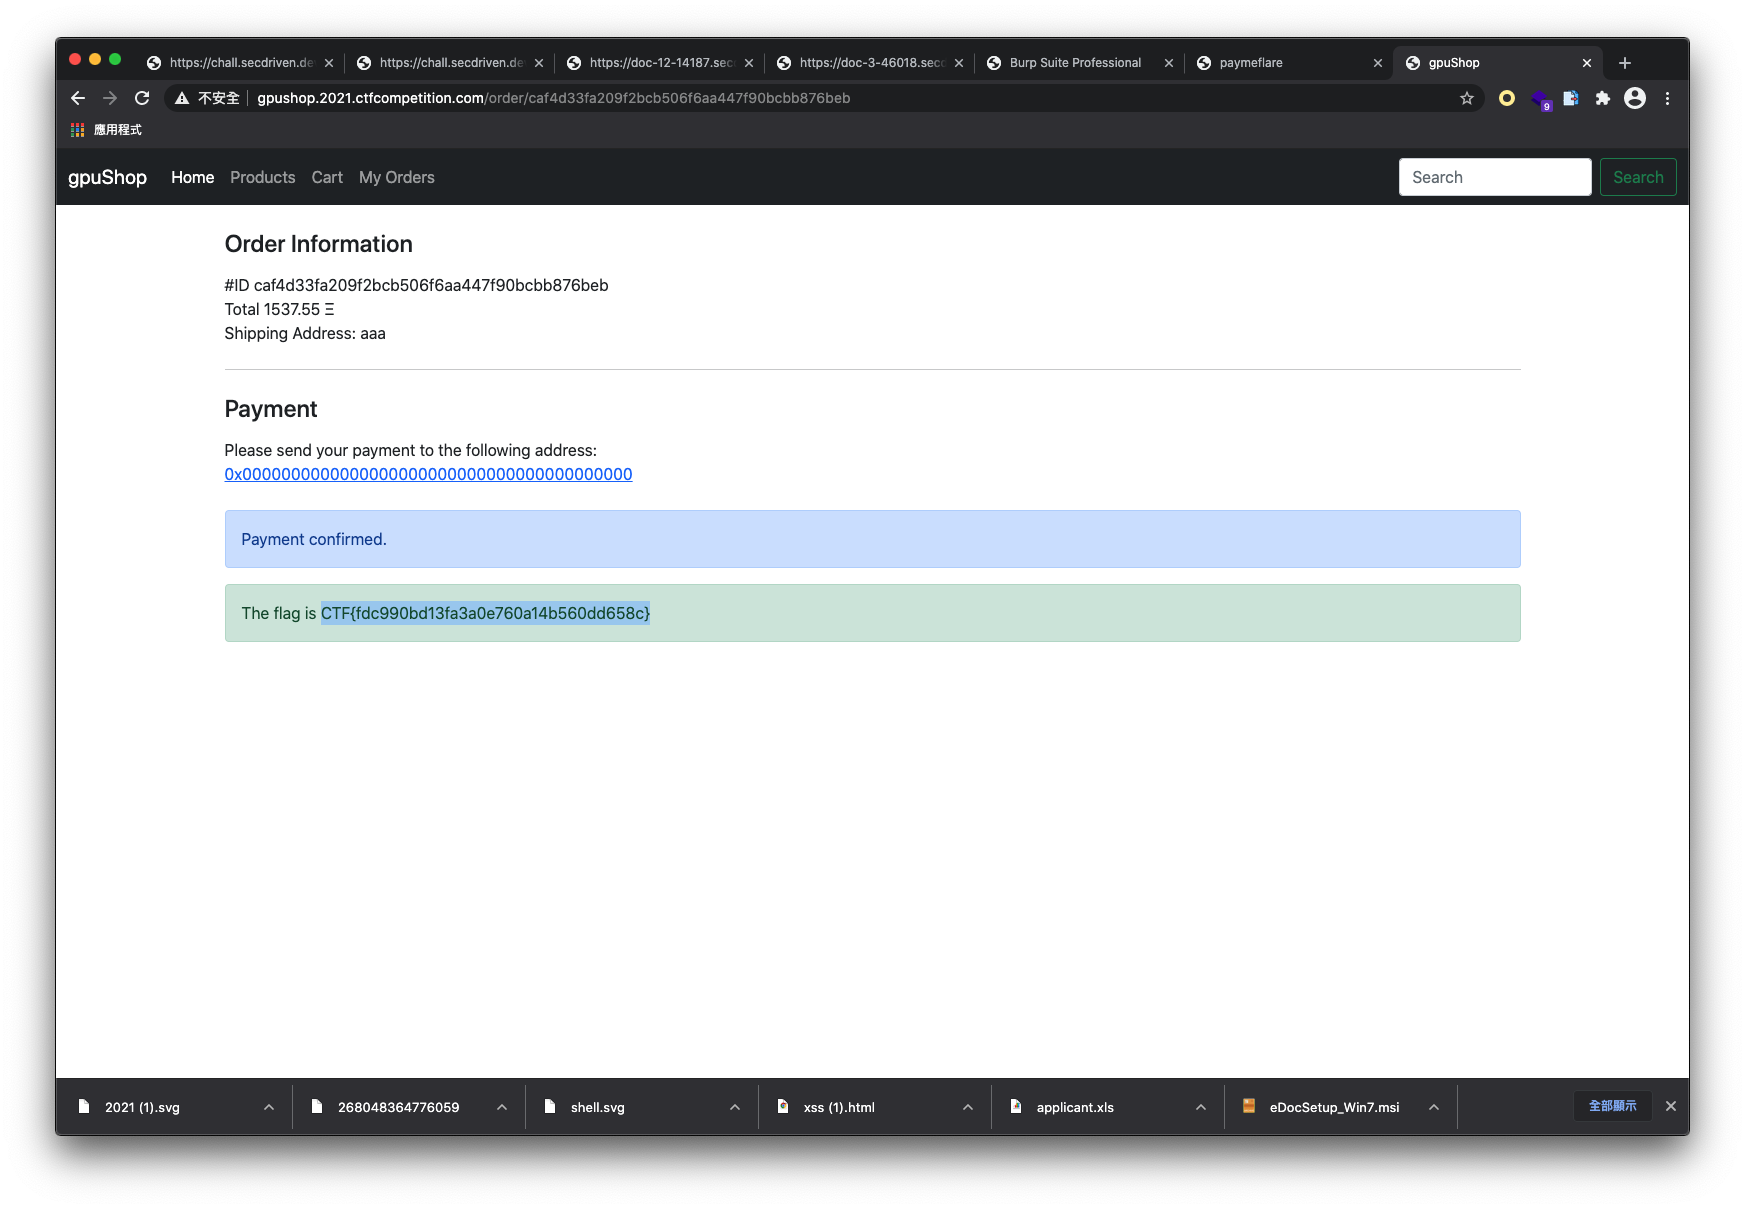 https://chall.secdriven.de
https://chall.secdriven.de
https://doc-12-14187.sec
https://doc-3-46018.secc
Burp Suite Professional
paymeflare
gpuShop
不安全
gpushop.2021.ctfcompetition.com/order/caf4d33fa209f2bcb506f6aa447f90bcbb876beb
9
應用程式
gpuShop
Home
Products
Cart
My Orders
Search
Search
Order Information
#ID caf4d33fa209f2bcb506f6aa447f90bcbb876beb
Total 1537.55 Ξ
Shipping Address: aaa
Payment
Please send your payment to the following address:
0x0000000000000000000000000000000000000000
Payment confirmed.
The flag is CTF{fdc990bd13fa3a0e760a14b560dd658c}
2021 (1).svg
268048364776059
shell.svg
xss (1).html
applicant.xls
eDocSetup_Win7.msi
全部顯示